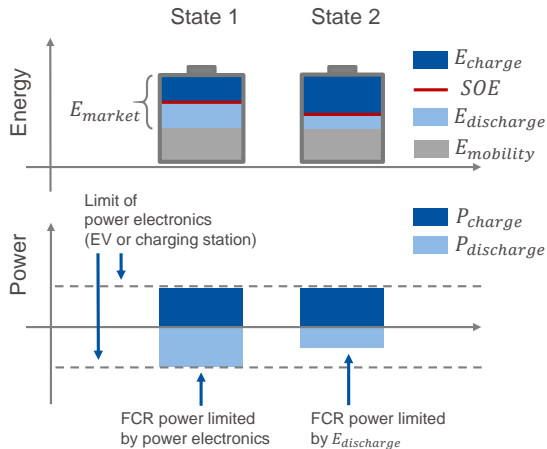 State 1
State 2
Energy
E_market
E_charge
SOE
E_discharge
E_mobility
Limit of
power electronics
(EV or charging station)
P_charge
P_discharge
Power
FCR power limited
by power electronics
FCR power limited
by E_discharge